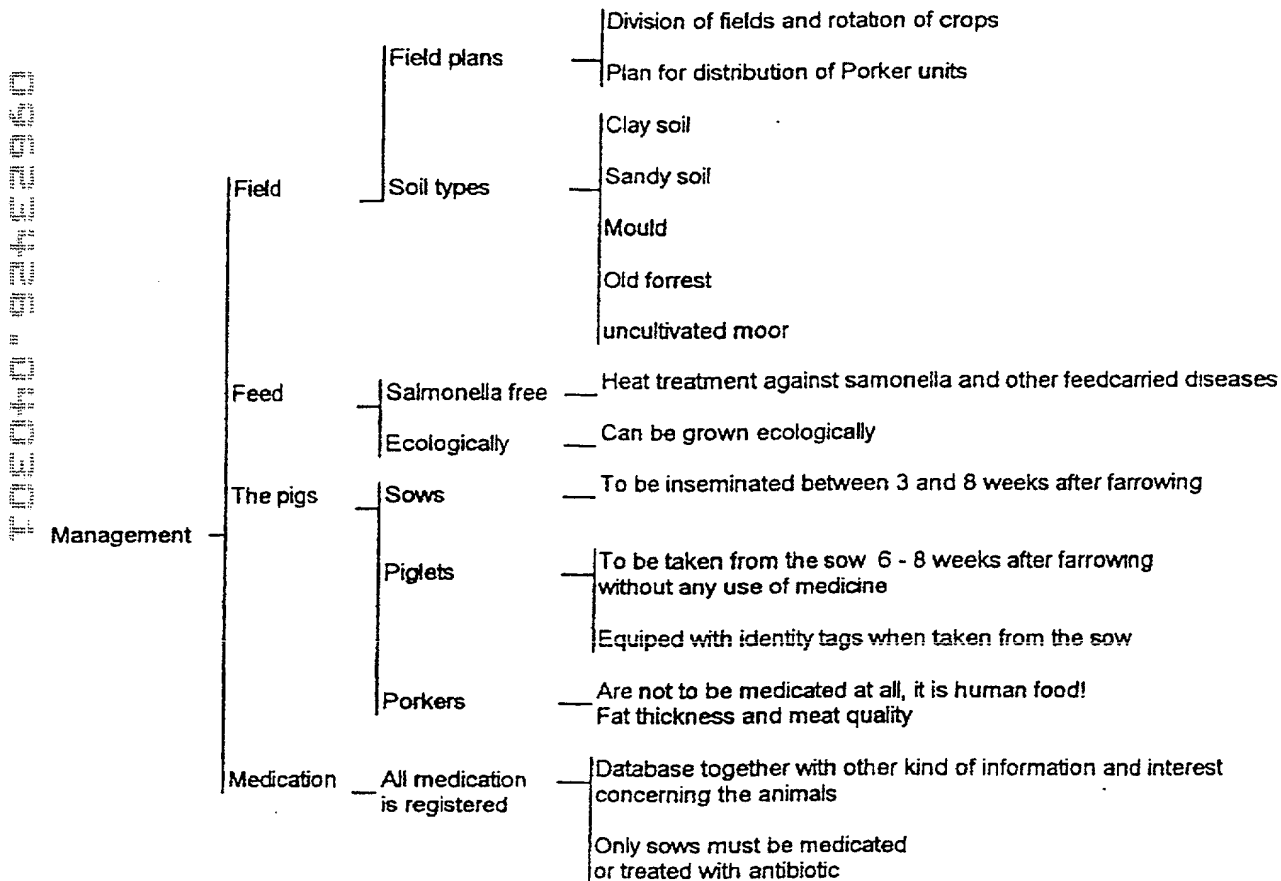 Division of fields and rotation of crops
Field plans
Plan for distribution of Porker units
Clay soil
Sandy soil
Field
Soil types
Mould
Old forrest
uncultivated moor
Feed
Salmonella free
Heat treatment against samonella and other feedcarried diseases
Ecologically
Can be grown ecologically
The pigs
Sows
To be inseminated between 3 and 8 weeks after farrowing
Management
Piglets
To be taken from the sow 6 - 8 weeks after farrowing
without any use of medicine
Equiped with identity tags when taken from the sow
Porkers
Are not to be medicated at all, it is human food!
Fat thickness and meat quality
Medication
All medication
is registered
Database together with other kind of information and interest
concerning the animals
Only sows must be medicated
or treated with antibiotic